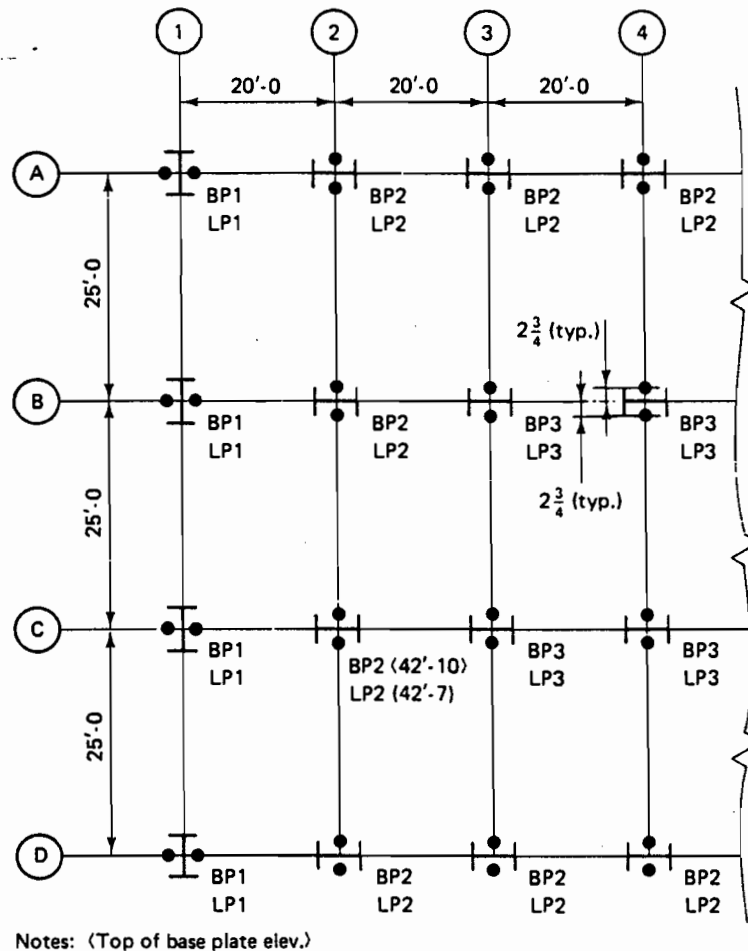 1 2 3 4
20'-0 20'-0 20'-0
A
BP1 BP2 BP2 BP2
LP1 LP2 LP2 LP2
25'-0
2 3/4 (typ.)
B
BP1 BP2 BP3 BP3
LP1 LP2 LP3 LP3
2 3/4 (typ.)
25'-0
C
BP1 BP2 ⟨42'-10⟩ BP3 BP3
LP1 LP2 (42'-7) LP3 LP3
25'-0
D
BP1 BP2 BP2 BP2
LP1 LP2 LP2 LP2
Notes: ⟨Top of base plate elev.⟩